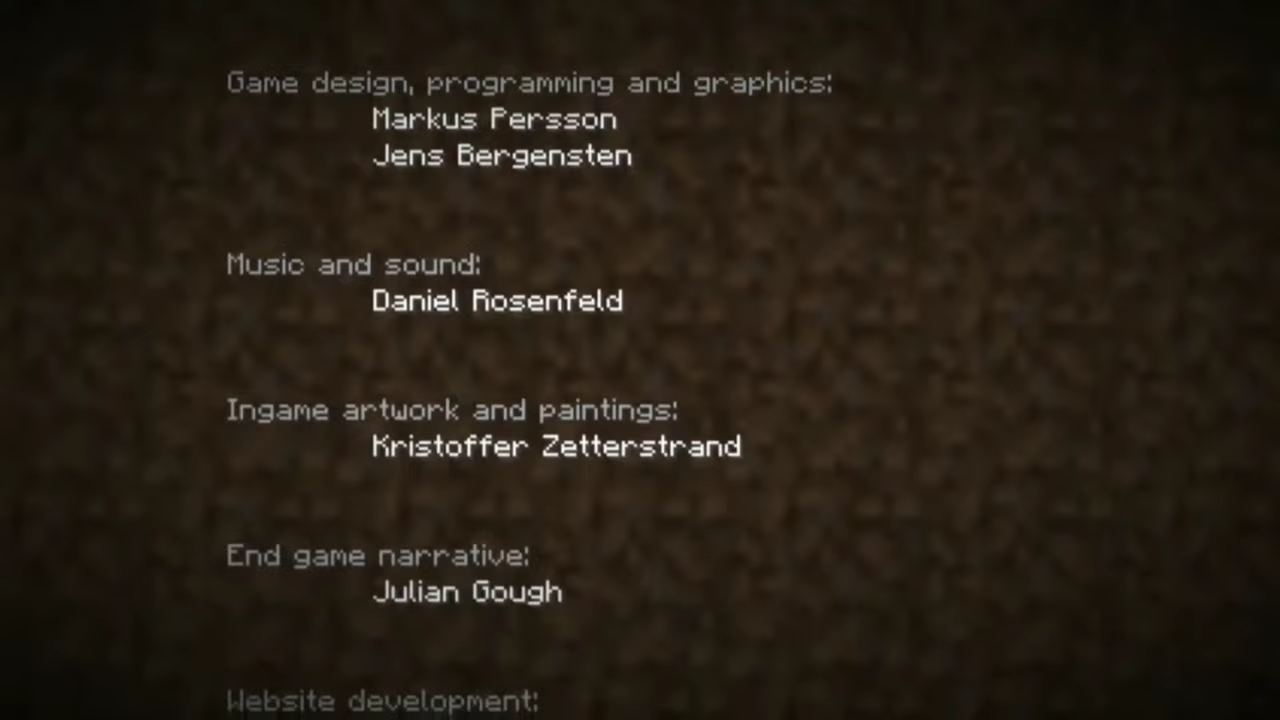 Game design, programming and graphics:
Markus Persson
Jens Bergensten
Music and sound:
Daniel Rosenfeld
Ingame artwork and paintings:
Kristoffer Zetterstrand
End game narrative:
Julian Gough
Website development: